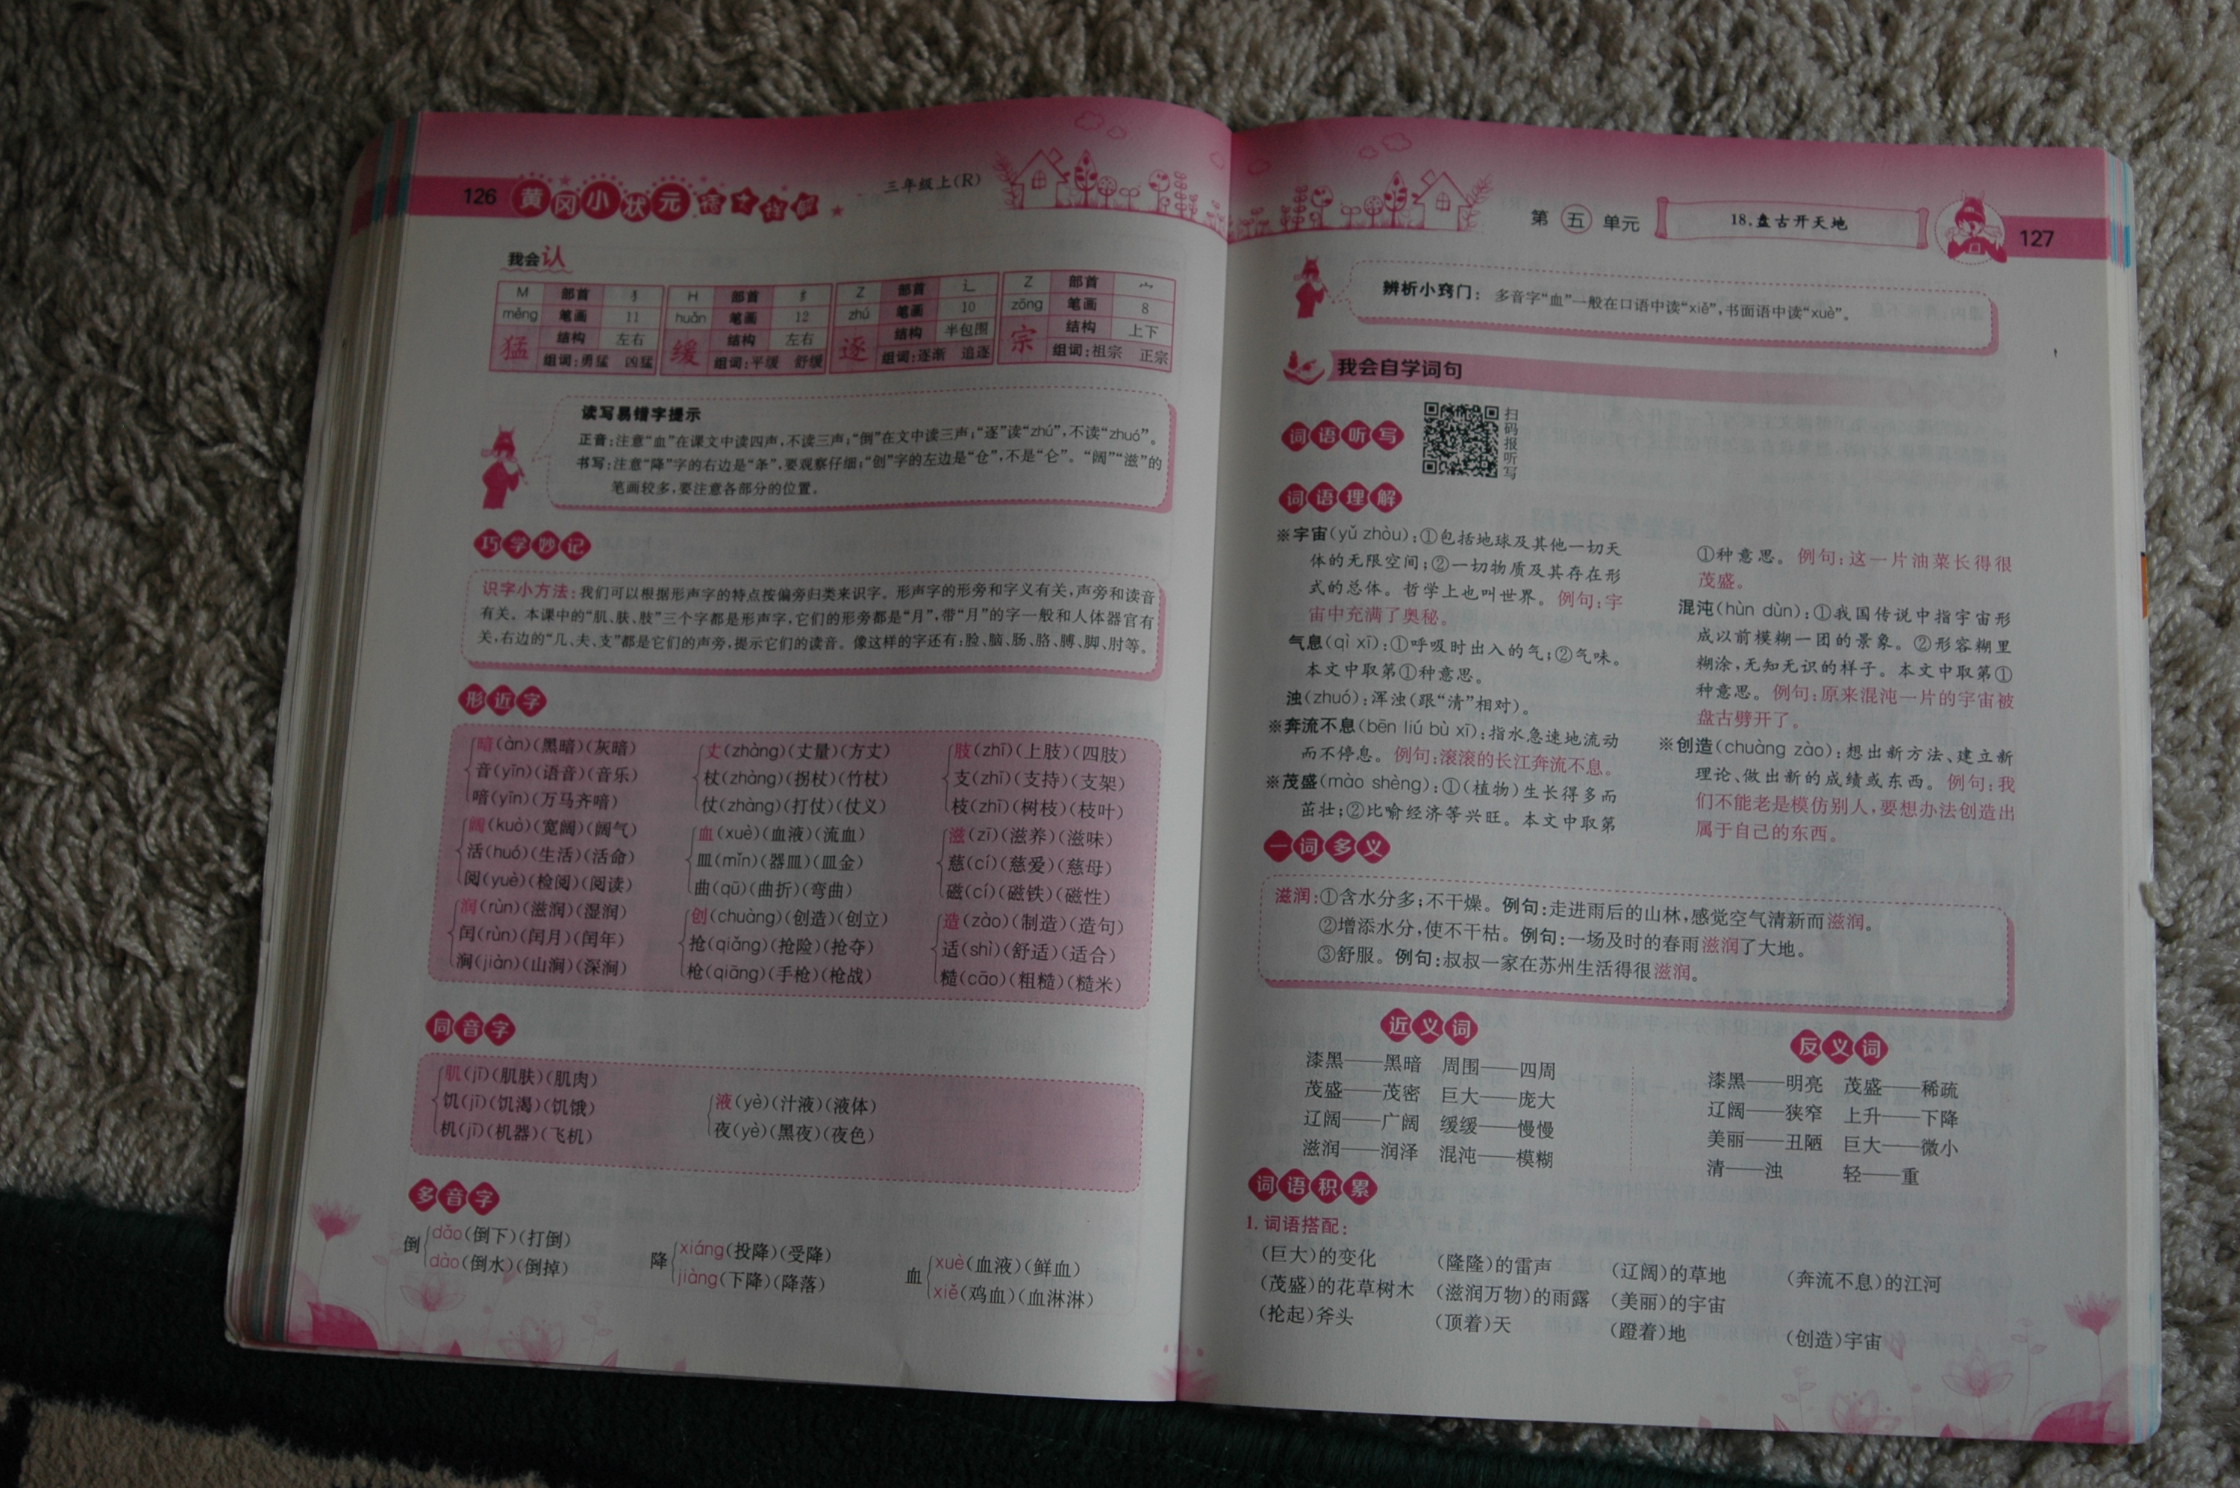 126 黄冈小状元
三年级上(R)
我会认
M 部首 犭 H 部首 纟 Z 部首 辶 Z 部首 宀
měng 笔画 11 huǎn 笔画 12 zhú 笔画 10 zōng 笔画 8
猛 结构 左右 缓 结构 左右 逐 结构 半包围 宗 结构 上下
组词:勇猛 凶猛 组词:平缓 舒缓 组词:逐渐 追逐 组词:祖宗 正宗
读写易错字提示
正音:注意“血”在课文中读四声,不读三声;“倒”在文中读三声;“逐”读“zhú”,不读“zhuó”。
书写:注意“降”字的右边是“夅”,要观察仔细;“创”字的左边是“仓”,不是“仑”。“阔”“滋”的
笔画较多,要注意各部分的位置。
巧学妙记
识字小方法:我们可以根据形声字的特点按偏旁归类来识字。形声字的形旁和字义有关,声旁和读音
有关。本课中的“肌、肤、肢”三个字都是形声字,它们的形旁都是“月”,带“月”的字一般和人体器官有
关,右边的“几、夫、支”都是它们的声旁,提示它们的读音。像这样的字还有:脸、脑、肠、胳、膊、脚、肘等。
形近字
暗(àn)(黑暗)(灰暗) 丈(zhàng)(丈量)(方丈) 肢(zhī)(上肢)(四肢)
音(yīn)(语音)(音乐) 杖(zhàng)(拐杖)(竹杖) 支(zhī)(支持)(支架)
喑(yīn)(万马齐喑) 仗(zhàng)(打仗)(仗义) 枝(zhī)(树枝)(枝叶)
阔(kuò)(宽阔)(阔气) 血(xuè)(血液)(流血) 滋(zī)(滋养)(滋味)
活(huó)(生活)(活命) 皿(mǐn)(器皿)(皿金) 慈(cí)(慈爱)(慈母)
阅(yuè)(检阅)(阅读) 曲(qū)(曲折)(弯曲) 磁(cí)(磁铁)(磁性)
润(rùn)(滋润)(湿润) 创(chuàng)(创造)(创立) 造(zào)(制造)(造句)
闰(rùn)(闰月)(闰年) 抢(qiǎng)(抢险)(抢夺) 适(shì)(舒适)(适合)
涧(jiàn)(山涧)(深涧) 枪(qiāng)(手枪)(枪战) 糙(cāo)(粗糙)(糙米)
同音字
肌(jī)(肌肤)(肌肉) 液(yè)(汁液)(液体)
饥(jī)(饥渴)(饥饿) 夜(yè)(黑夜)(夜色)
机(jī)(机器)(飞机)
多音字
倒 dǎo(倒下)(打倒) 降 xiáng(投降)(受降) 血 xuè(血液)(鲜血)
dào(倒水)(倒掉) jiàng(下降)(降落) xiě(鸡血)(血淋淋)
第五单元 18.盘古开天地 127
辨析小窍门: 多音字“血”一般在口语中读“xiě”,书面语中读“xuè”。
我会自学词句
词语听写
扫码报听写
词语理解
※宇宙(yǔ zhòu):①包括地球及其他一切天
体的无限空间;②一切物质及其存在形
式的总体。哲学上也叫世界。例句:宇
宙中充满了奥秘。
气息(qì xī):①呼吸时出入的气;②气味。
本文中取第①种意思。
浊(zhuó):浑浊(跟“清”相对)。
※奔流不息(bēn liú bù xī):指水急速地流动
而不停息。例句:滚滚的长江奔流不息。
※茂盛(mào shèng):①(植物)生长得多而
茁壮;②比喻经济等兴旺。本文中取第
①种意思。例句:这一片油菜长得很
茂盛。
混沌(hùn dùn):①我国传说中指宇宙形
成以前模糊一团的景象。②形容糊里
糊涂,无知无识的样子。本文中取第①
种意思。例句:原来混沌一片的宇宙被
盘古劈开了。
※创造(chuàng zào):想出新方法、建立新
理论、做出新的成绩或东西。例句:我
们不能老是模仿别人,要想办法创造出
属于自己的东西。
一词多义
滋润:①含水分多;不干燥。例句:走进雨后的山林,感觉空气清新而滋润。
②增添水分,使不干枯。例句:一场及时的春雨滋润了大地。
③舒服。例句:叔叔一家在苏州生活得很滋润。
近义词
漆黑——黑暗 周围——四周
茂盛——茂密 巨大——庞大
辽阔——广阔 缓缓——慢慢
滋润——润泽 混沌——模糊
反义词
漆黑——明亮 茂盛——稀疏
辽阔——狭窄 上升——下降
美丽——丑陋 巨大——微小
清——浊 轻——重
词语积累
1. 词语搭配:
(巨大)的变化 (隆隆)的雷声 (辽阔)的草地 (奔流不息)的江河
(茂盛)的花草树木 (滋润万物)的雨露 (美丽)的宇宙
(抡起)斧头 (顶着)天 (蹬着)地 (创造)宇宙